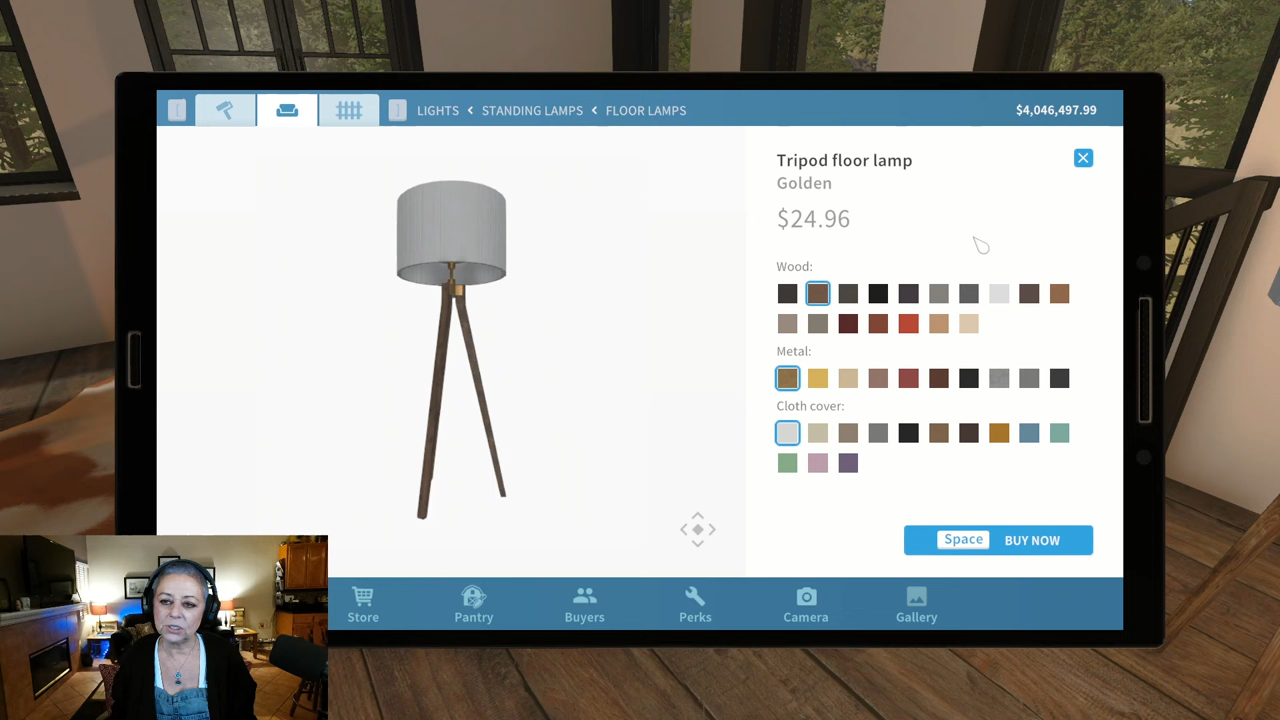 LIGHTS < STANDING LAMPS < FLOOR LAMPS
$4,046,497.99
Tripod floor lamp
Golden
$24.96
Wood:
Metal:
Cloth cover:
Space BUY NOW
Store Pantry Buyers Perks Camera Gallery